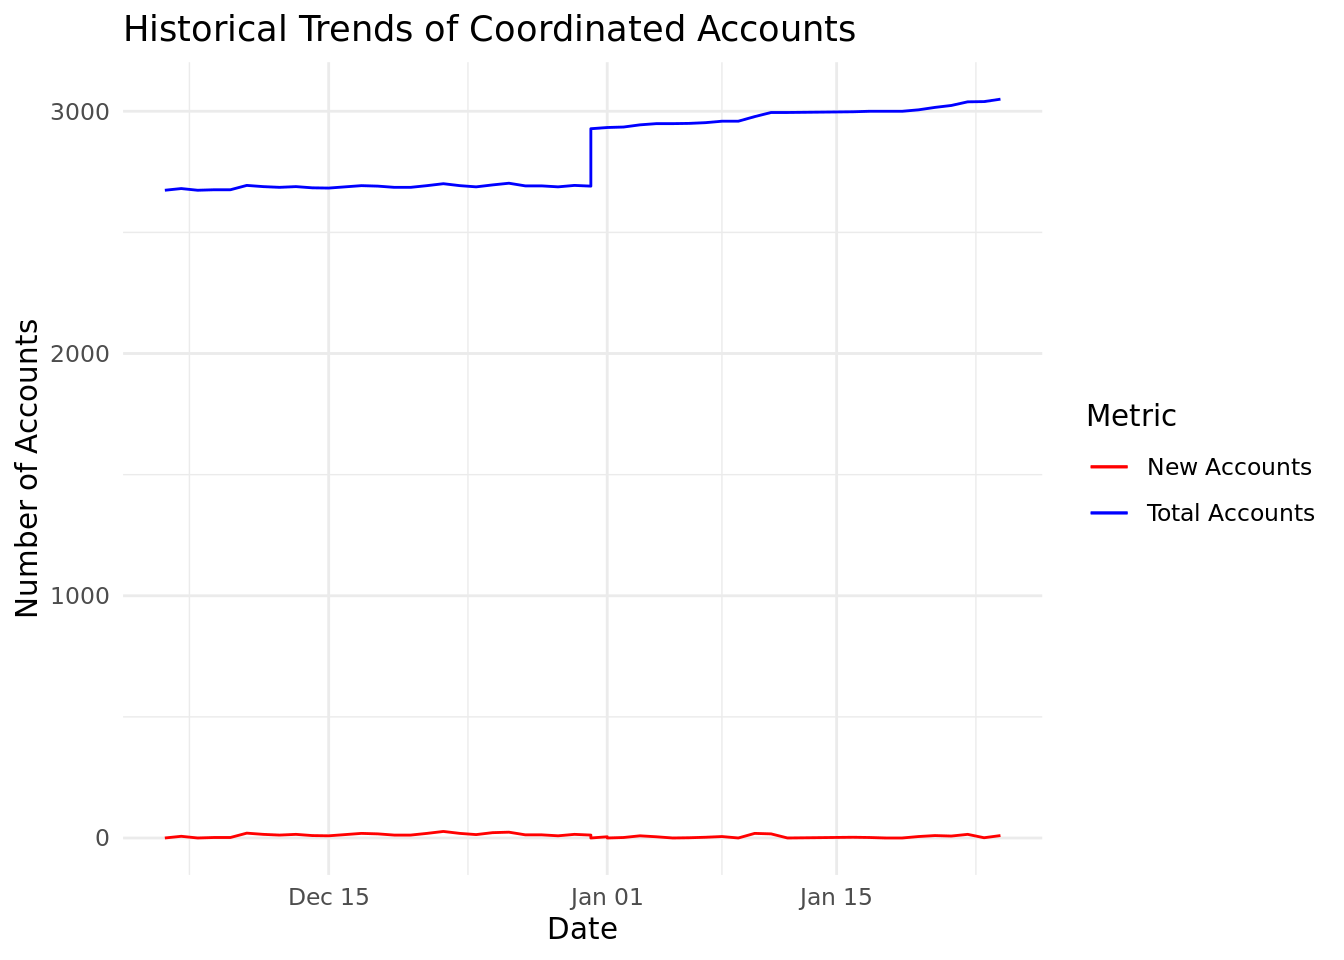 Historical Trends of Coordinated Accounts
3000
2000
1000
0
Number of Accounts
Dec 15
Jan 01
Jan 15
Date
Metric
New Accounts
Total Accounts